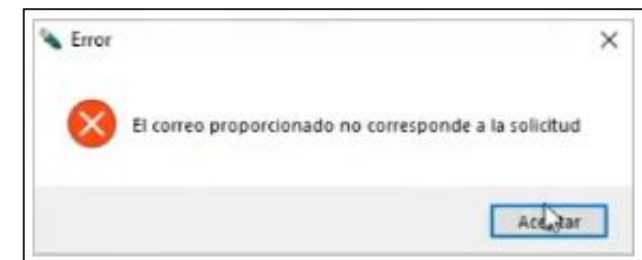 Error
El correo proporcionado no corresponde a la solicitud
Aceptar